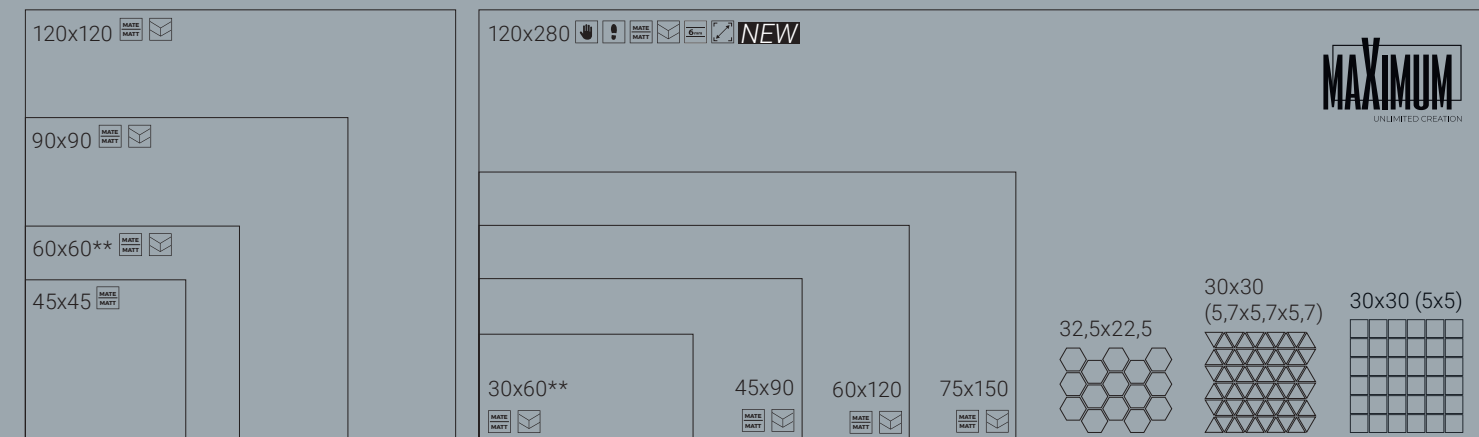 120x120 MATE MATT
90x90 MATE MATT
60x60** MATE MATT
45x45 MATE MATT
120x280 MATE MATT 6mm NEW
MAXIMUM
UNLIMITED CREATION
30x60**
MATE MATT
45x90
MATE MATT
60x120
MATE MATT
75x150
MATE MATT
32,5x22,5
30x30
(5,7x5,7x5,7)
30x30 (5x5)